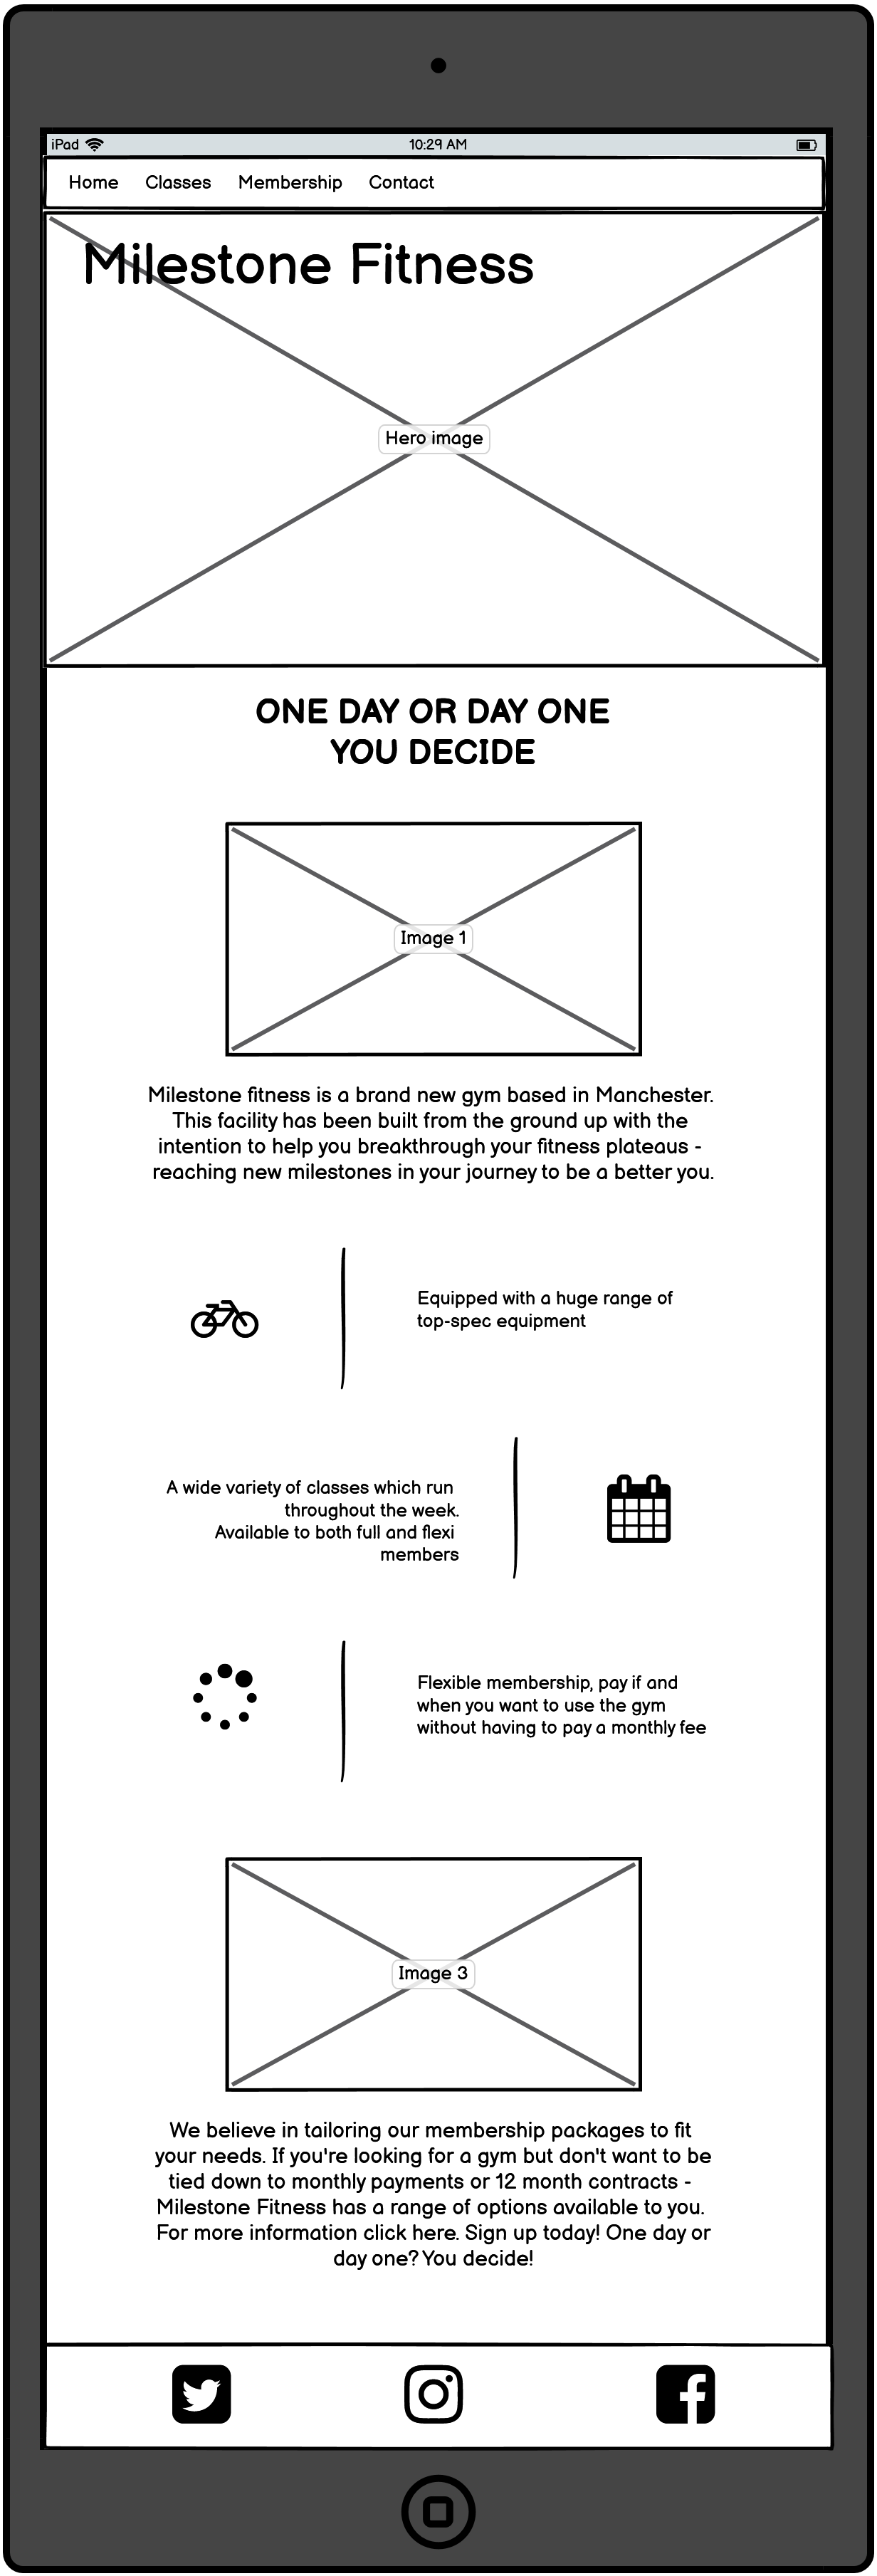 iPad 10:29 AM
Home Classes Membership Contact
Milestone Fitness
Hero image
ONE DAY OR DAY ONE
YOU DECIDE
Image 1
Milestone fitness is a brand new gym based in Manchester.
This facility has been built from the ground up with the
intention to help you breakthrough your fitness plateaus -
reaching new milestones in your journey to be a better you.
Equipped with a huge range of
top-spec equipment
A wide variety of classes which run
throughout the week.
Available to both full and flexi
members
Flexible membership, pay if and
when you want to use the gym
without having to pay a monthly fee
Image 3
We believe in tailoring our membership packages to fit
your needs. If you're looking for a gym but don't want to be
tied down to monthly payments or 12 month contracts -
Milestone Fitness has a range of options available to you.
For more information click here. Sign up today! One day or
day one? You decide!